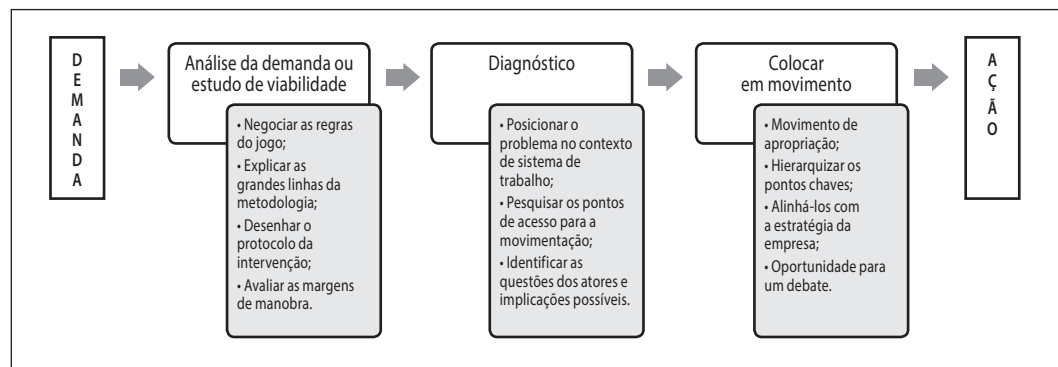 DEMANDA
Análise da demanda ou
estudo de viabilidade
• Negociar as regras
do jogo;
• Explicar as
grandes linhas da
metodologia;
• Desenhar o
protocolo da
intervenção;
• Avaliar as margens
de manobra.
Diagnóstico
• Posicionar o
problema no contexto
de sistema de
trabalho;
• Pesquisar os pontos
de acesso para a
movimentação;
• Identificar as
questões dos atores e
implicações possíveis.
Colocar
em movimento
• Movimento de
apropriação;
• Hierarquizar os
pontos chaves;
• Alinhá-los com
a estratégia da
empresa;
• Oportunidade para
um debate.
AÇÃO